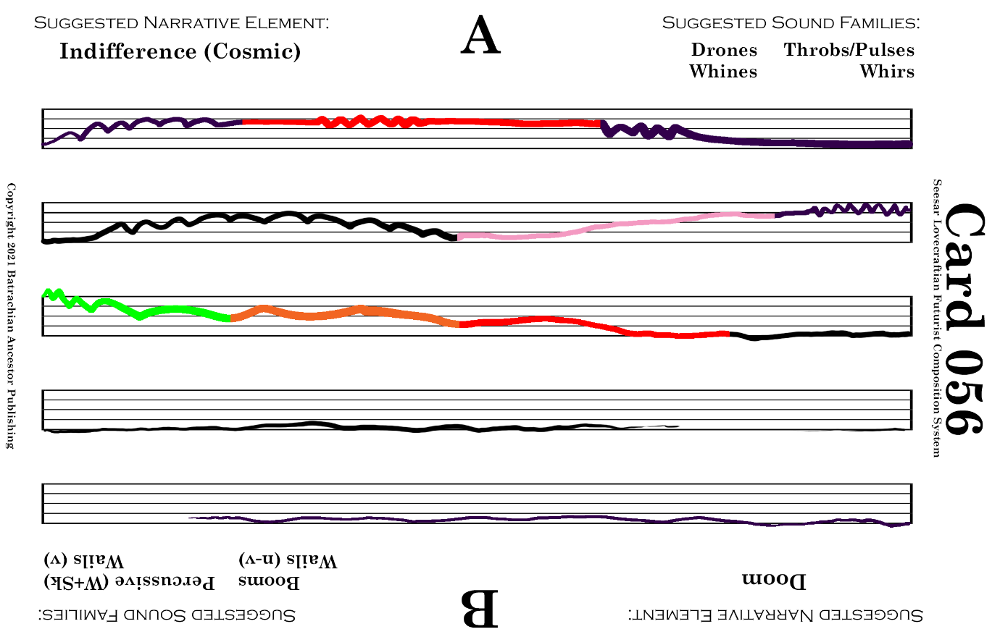 SUGGESTED NARRATIVE ELEMENT:
Indifference (Cosmic)
A
SUGGESTED SOUND FAMILIES:
Drones Throbs/Pulses
Whines Whirs
Copyright 2021 Batrachian Ancestor Publishing
Card 056
Seesar Lovecraftian Futurist Composition System
B
SUGGESTED NARRATIVE ELEMENT:
Doom
SUGGESTED SOUND FAMILIES:
Booms Percussive (W+Sk)
Wails (n-v) Wails (v)